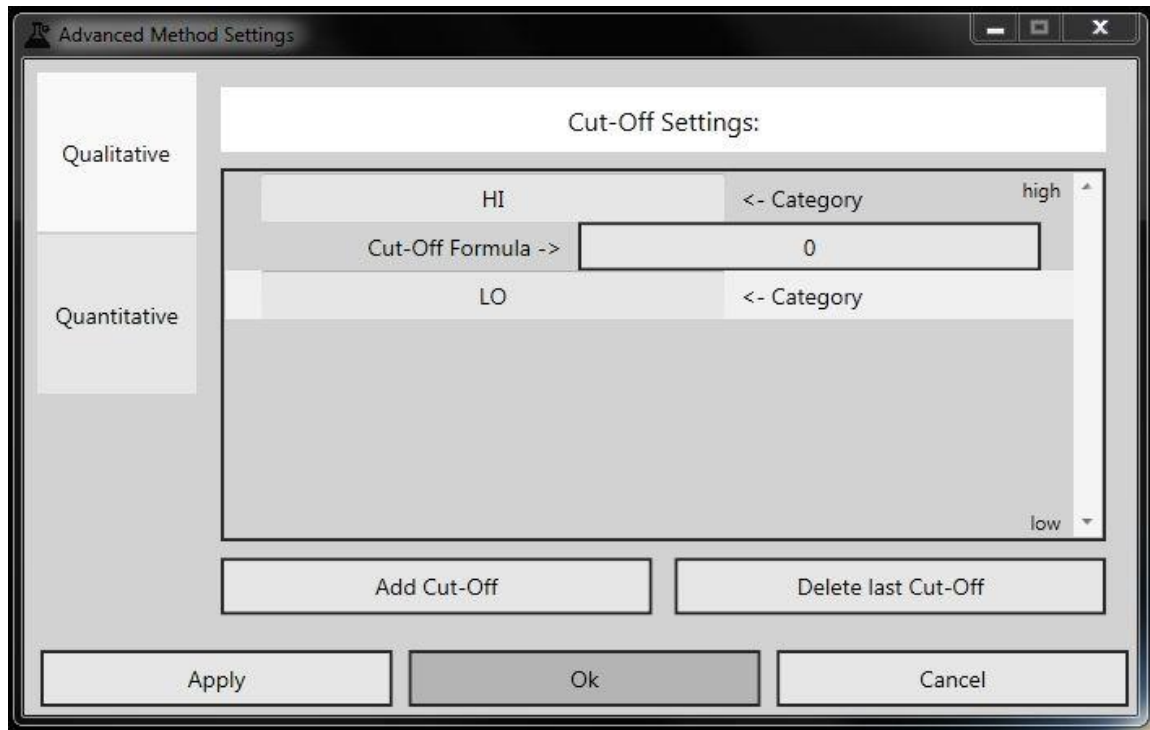 Advanced Method Settings
Qualitative
Quantitative
Cut-Off Settings:
HI <- Category high
Cut-Off Formula -> 0
LO <- Category
low
Add Cut-Off Delete last Cut-Off
Apply Ok Cancel